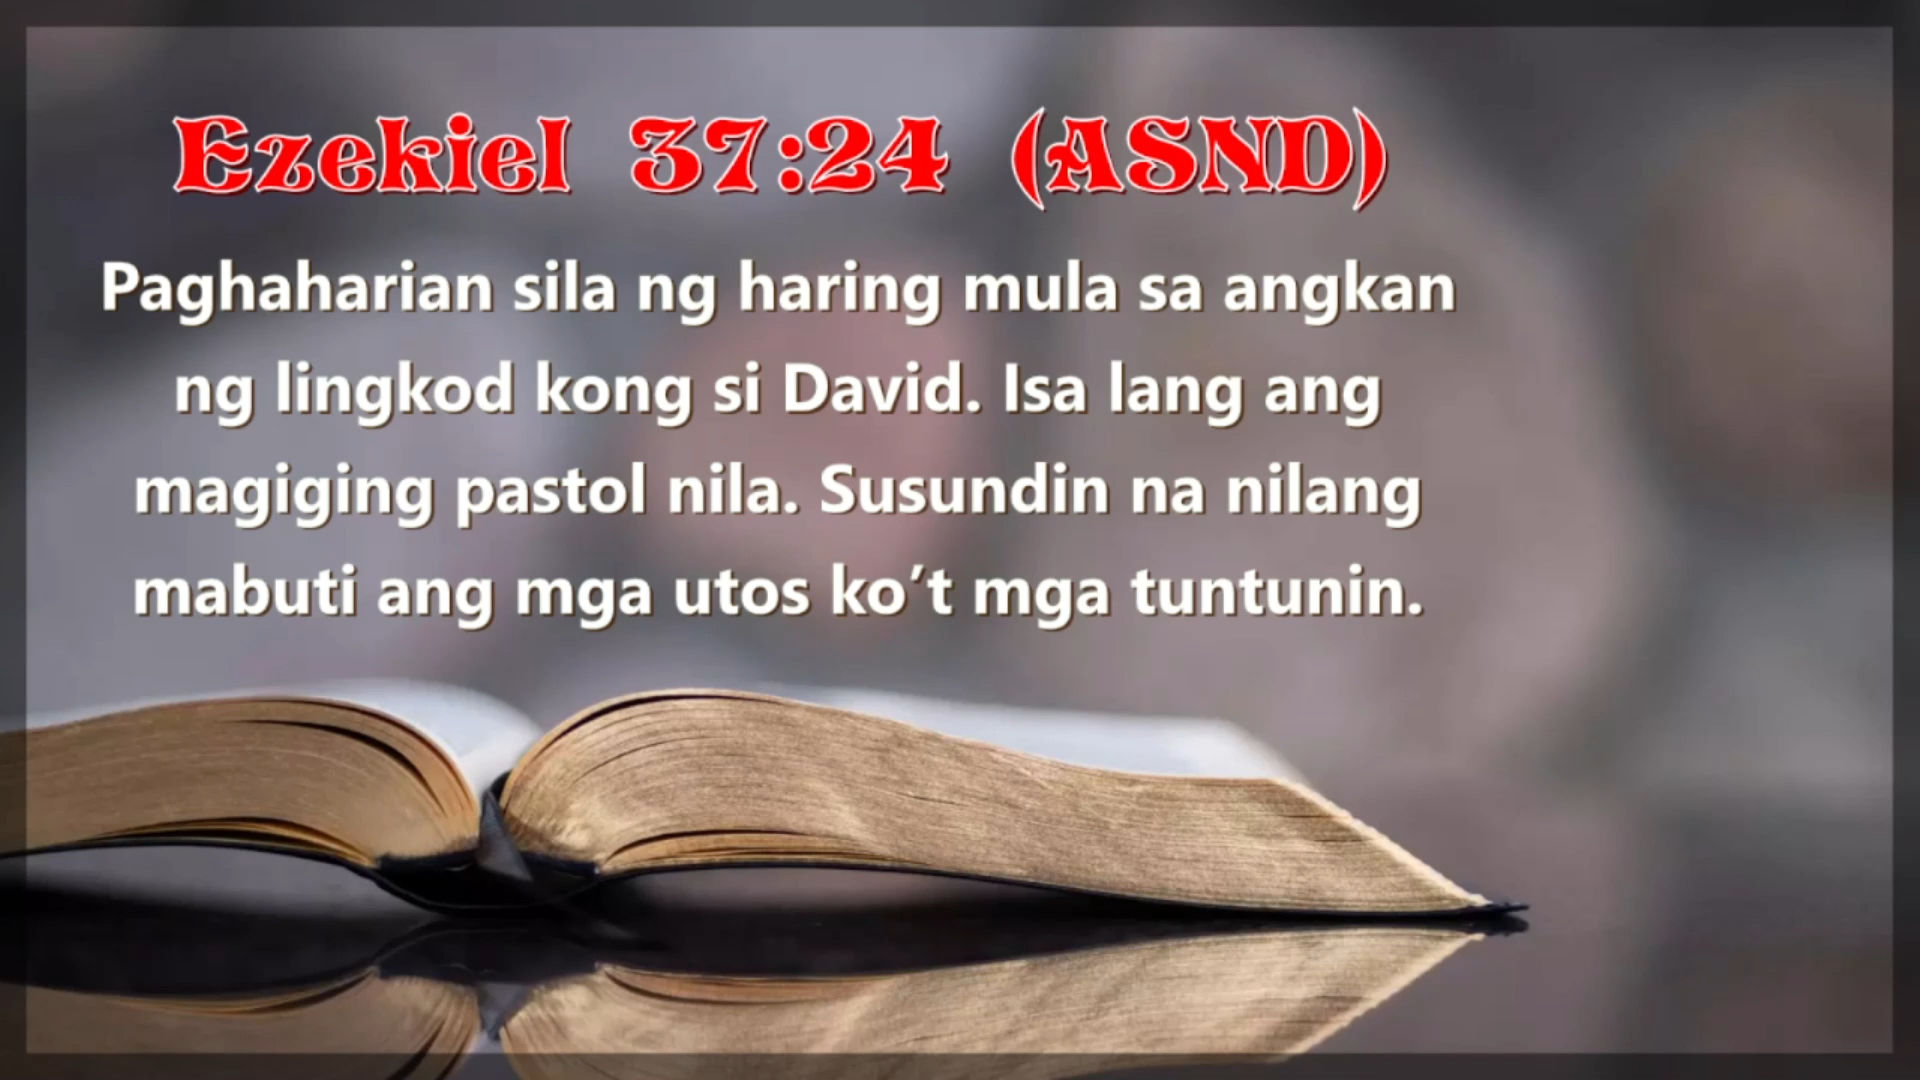 Ezekiel 37:24 (ASND)
Paghaharian sila ng haring mula sa angkan
ng lingkod kong si David. Isa lang ang
magiging pastol nila. Susundin na nilang
mabuti ang mga utos ko’t mga tuntunin.